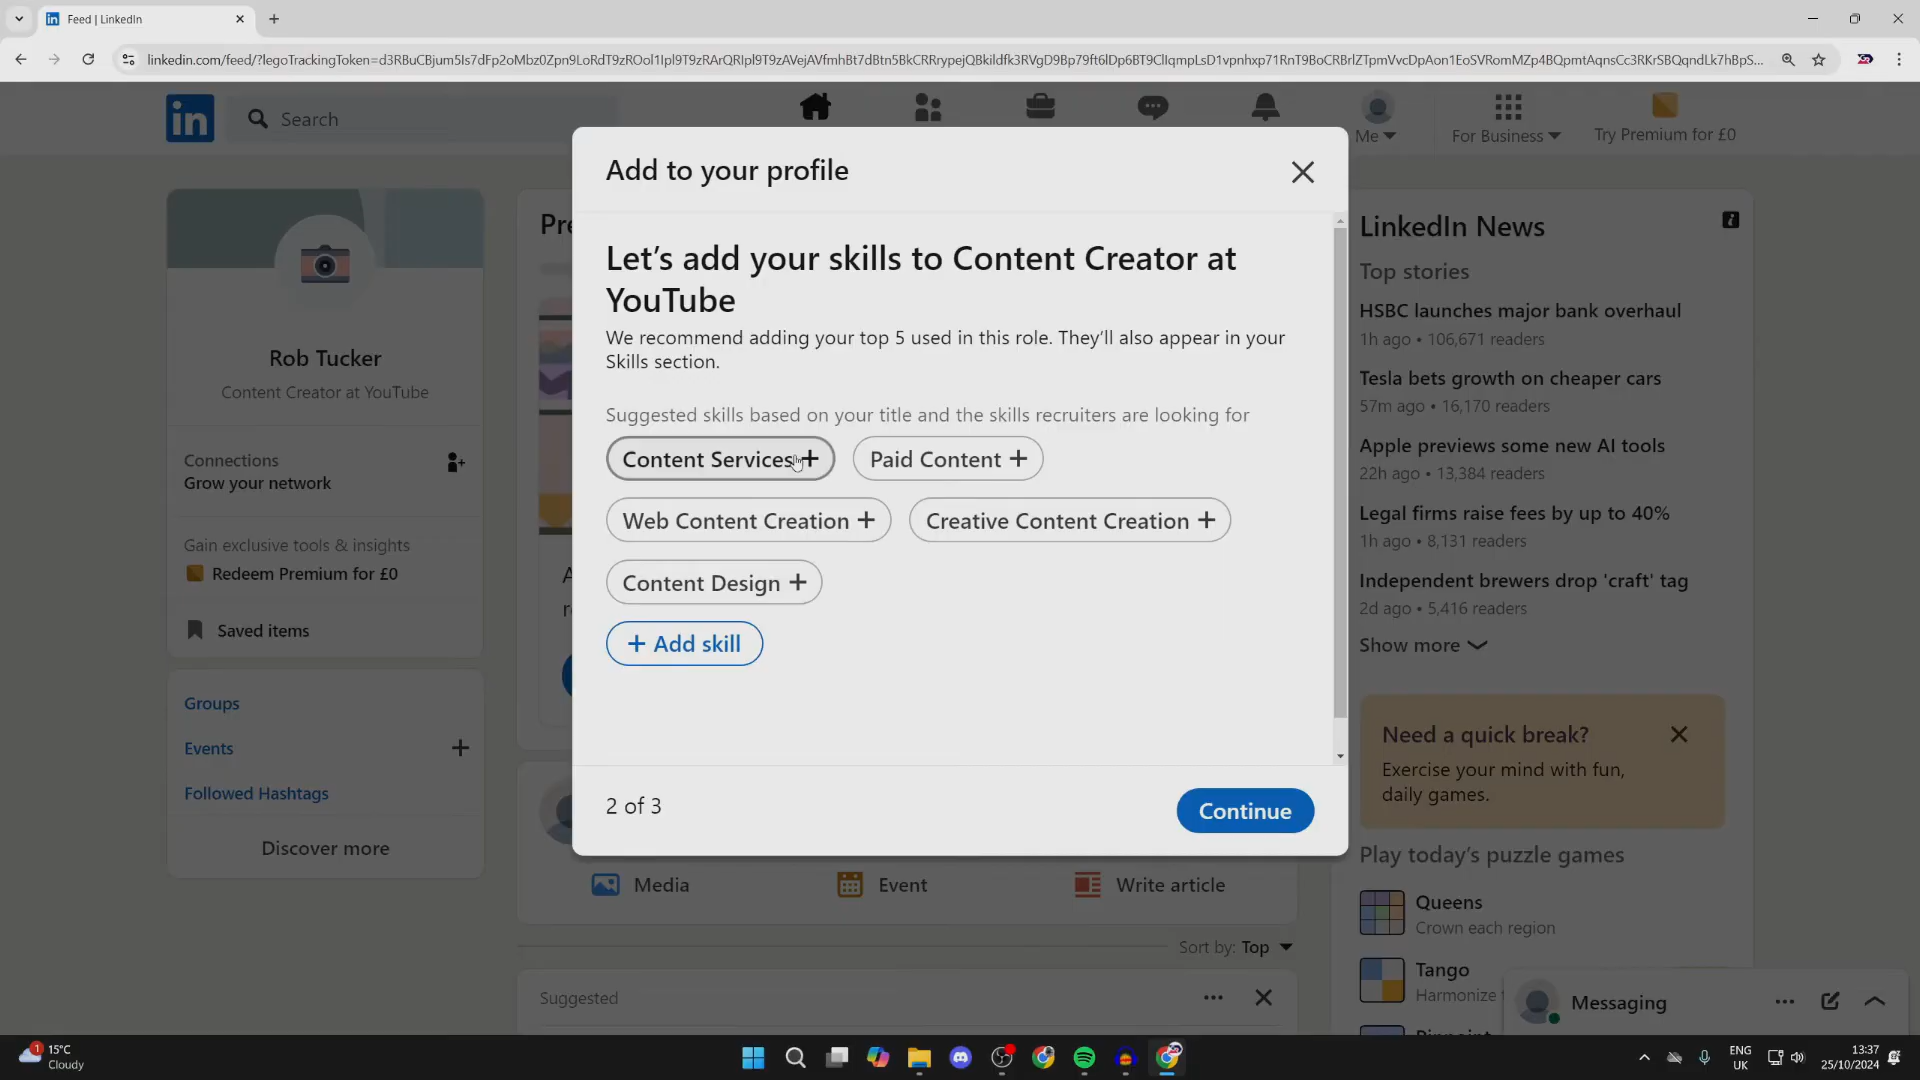 Feed | LinkedIn
in
Search
Me
For Business
Try Premium for £0
Add to your profile
Let's add your skills to Content Creator at
YouTube
We recommend adding your top 5 used in this role. They'll also appear in your
Skills section.
Suggested skills based on your title and the skills recruiters are looking for
Content Services
Paid Content
Web Content Creation
Creative Content Creation
Content Design
Add skill
2 of 3
Continue
Rob Tucker
Content Creator at YouTube
Connections
Grow your network
Gain exclusive tools & insights
Redeem Premium for £0
Saved items
Groups
Events
Followed Hashtags
Discover more
Media
Event
Write article
Sort by: Top
Suggested
LinkedIn News
Top stories
HSBC launches major bank overhaul
1h ago • 106,671 readers
Tesla bets growth on cheaper cars
57m ago • 16,170 readers
Apple previews some new AI tools
22h ago • 13,384 readers
Legal firms raise fees by up to 40%
1h ago • 8,131 readers
Independent brewers drop 'craft' tag
2d ago • 5,416 readers
Show more
Need a quick break?
Exercise your mind with fun,
daily games.
Play today's puzzle games
Queens
Crown each region
Tango
Harmonize
Messaging
1
15°C
Cloudy
ENG
UK
13:37
25/10/2024